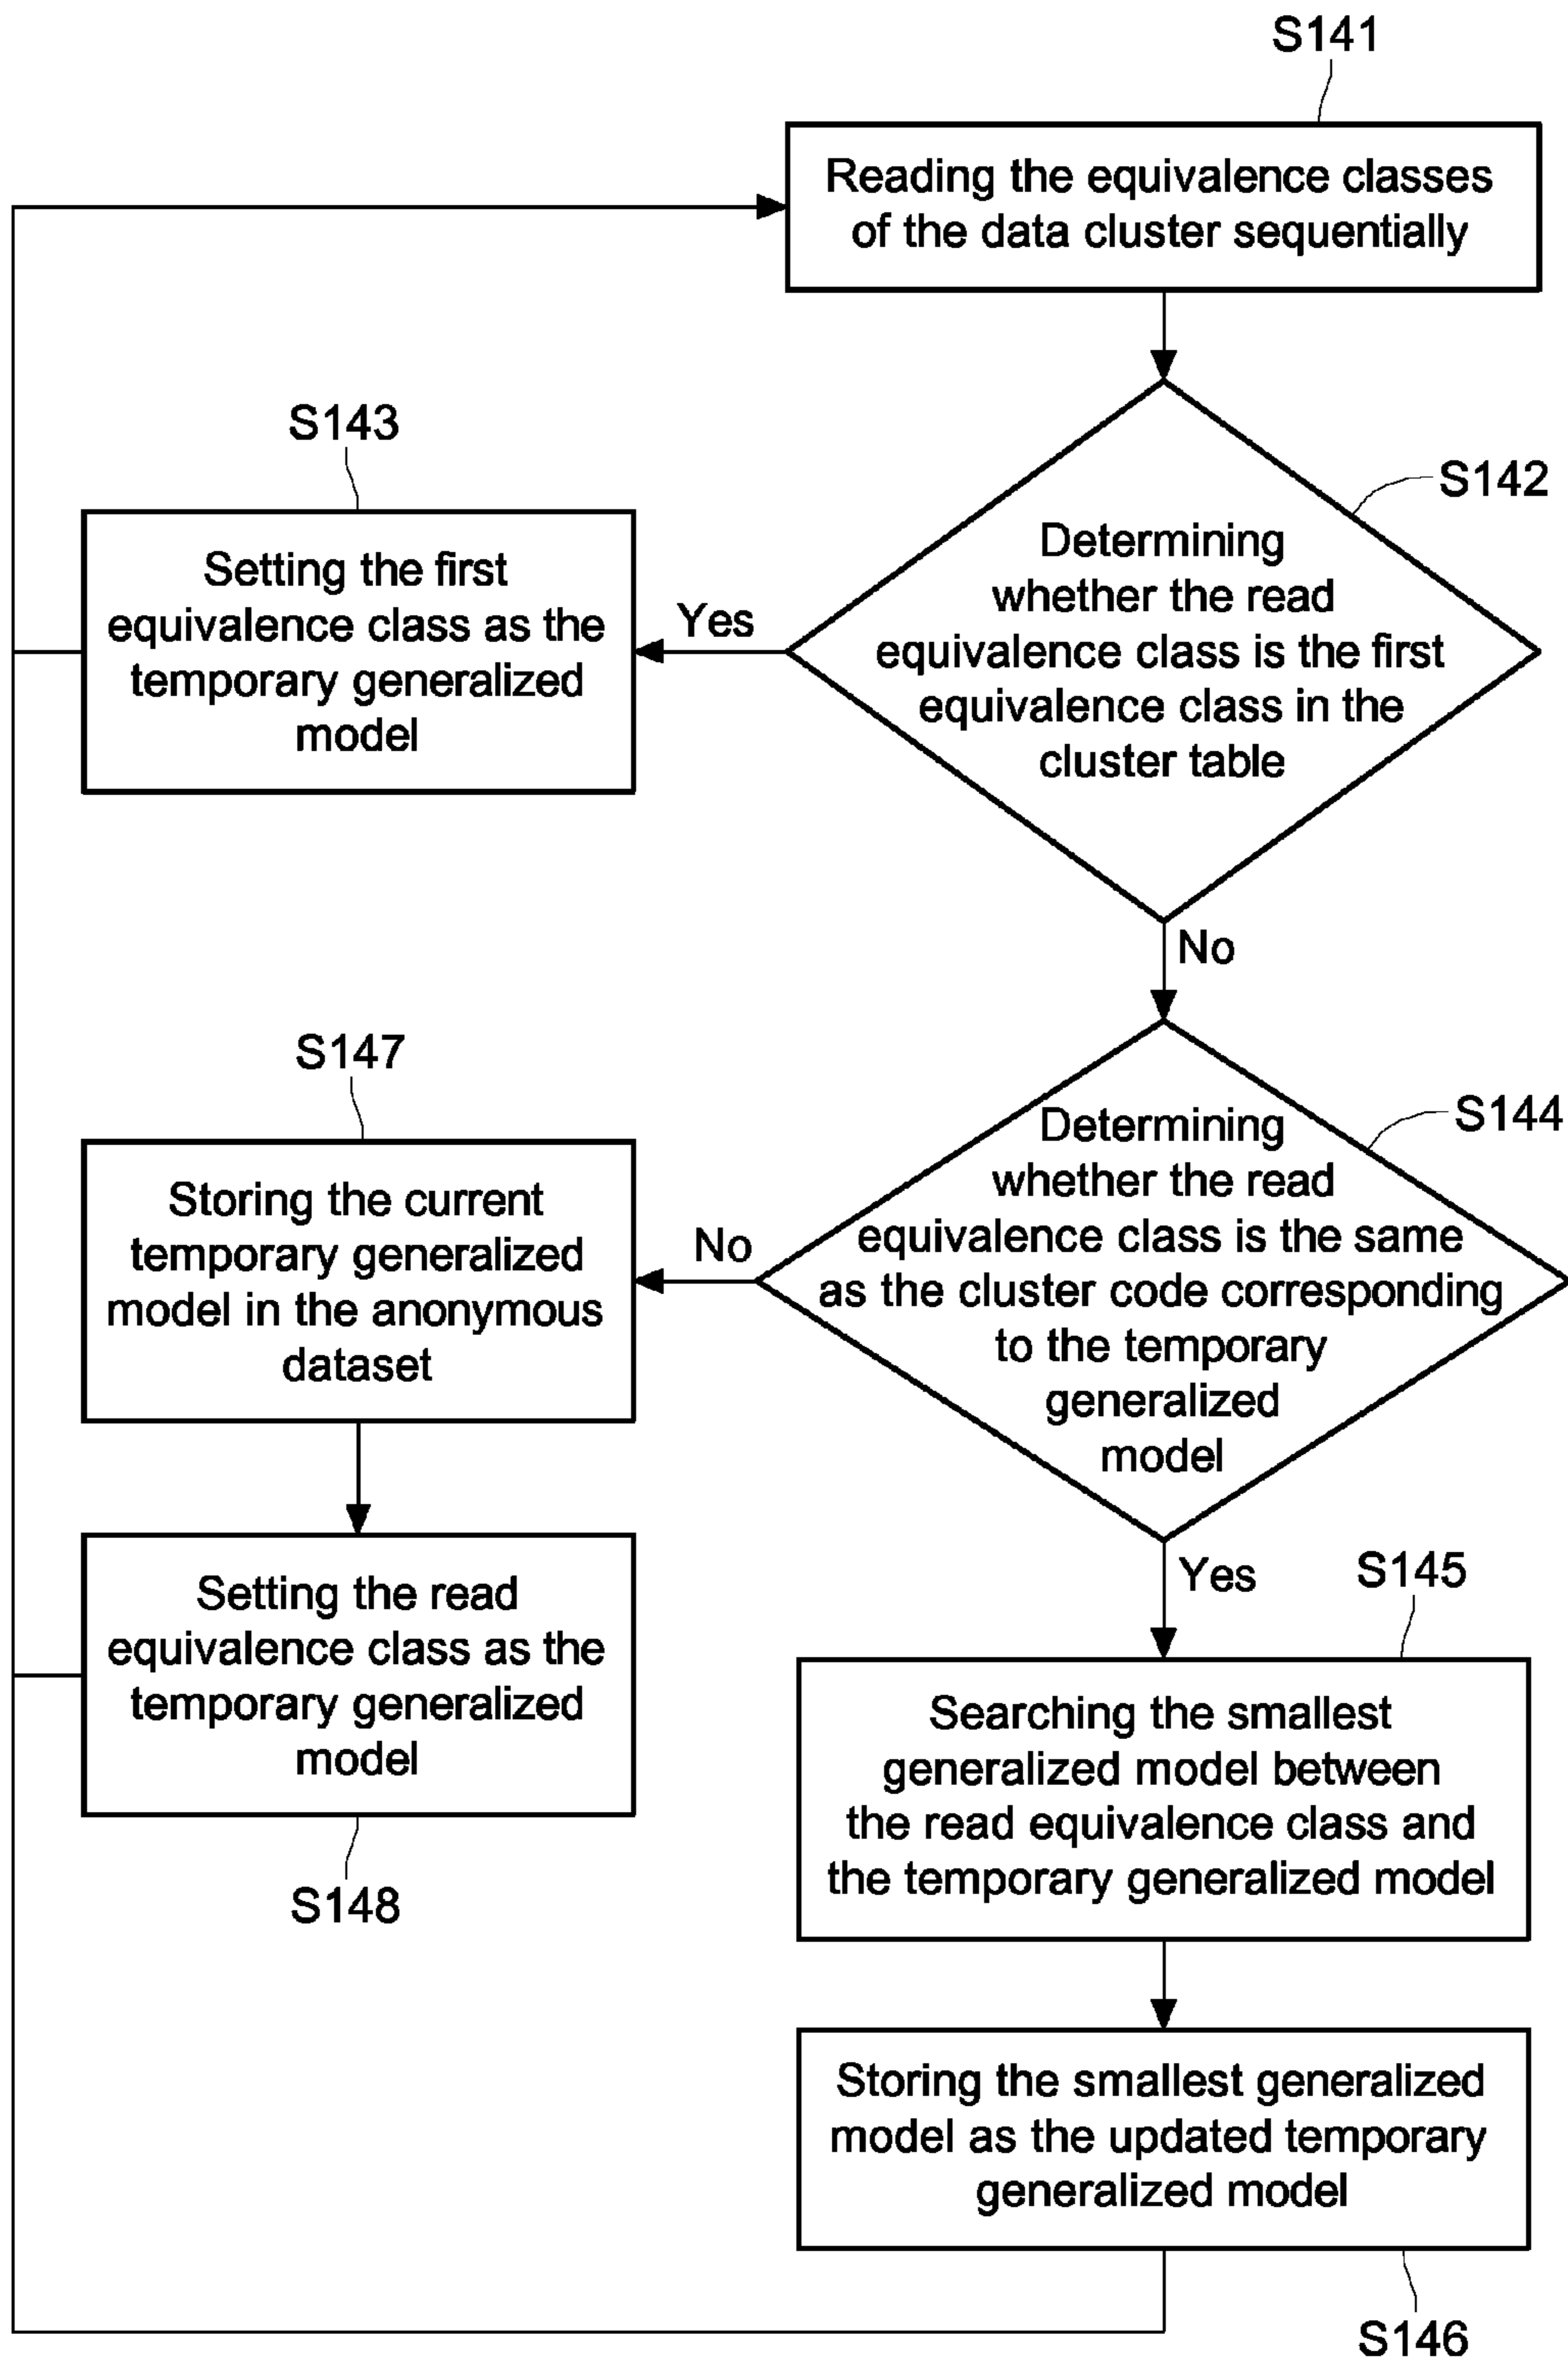 S141
Reading the equivalence classes
of the data cluster sequentially
S142
Determining
whether the read
equivalence class is the first
equivalence class in the
cluster table
Yes
S143
Setting the first
equivalence class as the
temporary generalized
model
No
S144
Determining
whether the read
equivalence class is the same
as the cluster code corresponding
to the temporary
generalized
model
No
S147
Storing the current
temporary generalized
model in the anonymous
dataset
Setting the read
equivalence class as the
temporary generalized
model
S148
Yes
S145
Searching the smallest
generalized model between
the read equivalence class and
the temporary generalized model
Storing the smallest generalized
model as the updated temporary
generalized model
S146